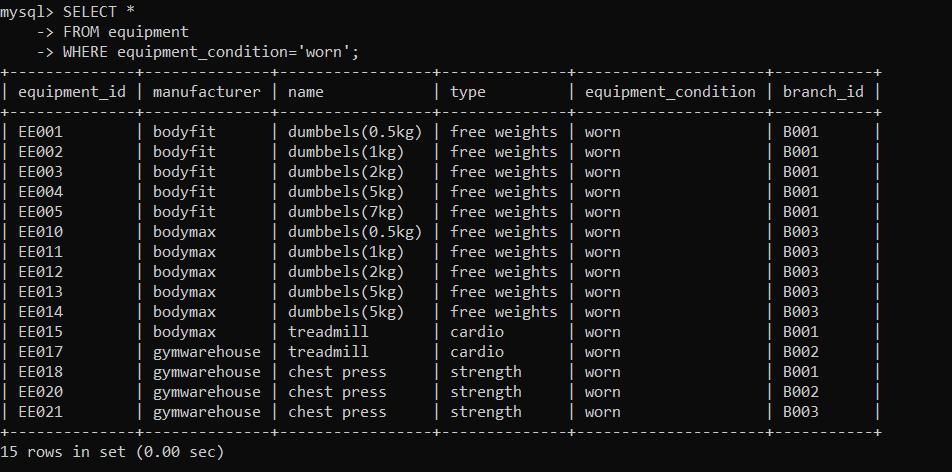 mysql> SELECT *
    -> FROM equipment
    -> WHERE equipment_condition='worn';
+--------------+--------------+-----------------+--------------+---------------------+-----------+
| equipment_id | manufacturer | name            | type         | equipment_condition | branch_id |
+--------------+--------------+-----------------+--------------+---------------------+-----------+
| EE001        | bodyfit      | dumbbels(0.5kg) | free weights | worn                | B001      |
| EE002        | bodyfit      | dumbbels(1kg)   | free weights | worn                | B001      |
| EE003        | bodyfit      | dumbbels(2kg)   | free weights | worn                | B001      |
| EE004        | bodyfit      | dumbbels(5kg)   | free weights | worn                | B001      |
| EE005        | bodyfit      | dumbbels(7kg)   | free weights | worn                | B001      |
| EE010        | bodymax      | dumbbels(0.5kg) | free weights | worn                | B003      |
| EE011        | bodymax      | dumbbels(1kg)   | free weights | worn                | B003      |
| EE012        | bodymax      | dumbbels(2kg)   | free weights | worn                | B003      |
| EE013        | bodymax      | dumbbels(5kg)   | free weights | worn                | B003      |
| EE014        | bodymax      | dumbbels(5kg)   | free weights | worn                | B003      |
| EE015        | bodymax      | treadmill       | cardio       | worn                | B001      |
| EE017        | gymwarehouse | treadmill       | cardio       | worn                | B002      |
| EE018        | gymwarehouse | chest press     | strength     | worn                | B001      |
| EE020        | gymwarehouse | chest press     | strength     | worn                | B002      |
| EE021        | gymwarehouse | chest press     | strength     | worn                | B003      |
+--------------+--------------+-----------------+--------------+---------------------+-----------+
15 rows in set (0.00 sec)